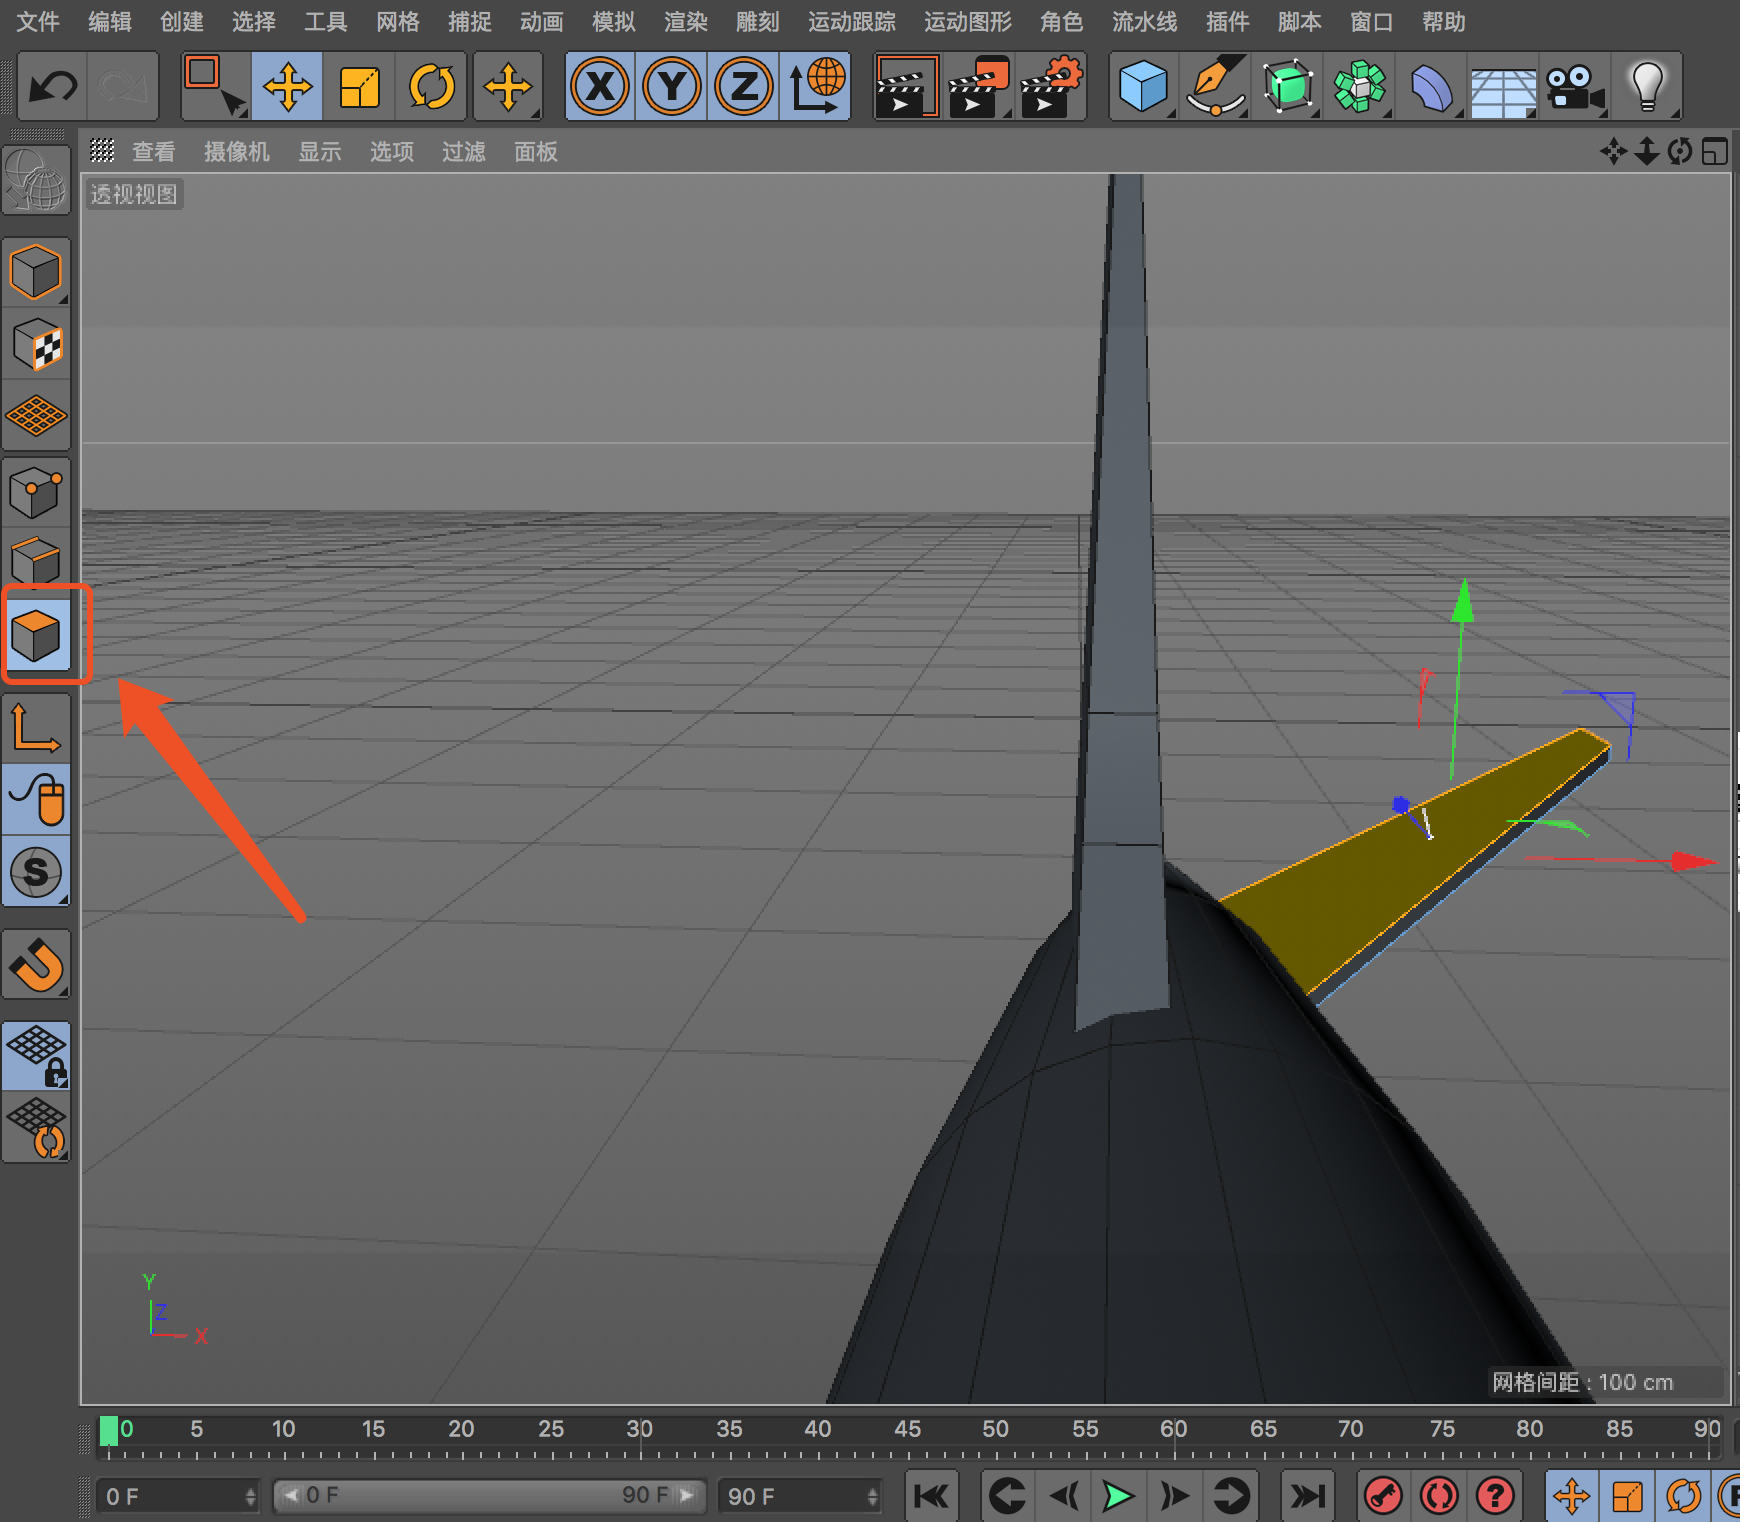 文件 编辑 创建 选择 工具 网格 捕捉 动画 模拟 渲染 雕刻 运动跟踪 运动图形 角色 流水线 插件 脚本 窗口 帮助
X Y Z
查看 摄像机 显示 选项 过滤 面板
透视视图
S
Y
Z
X
网格间距 : 100 cm
0 5 10 15 20 25 30 35 40 45 50 55 60 65 70 75 80 85 90
0 F 0 F 90 F 90 F ?